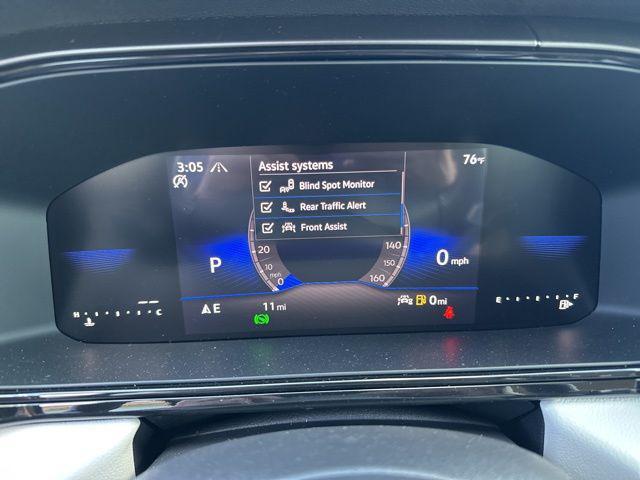 3:05
Assist systems
76°F
Blind Spot Monitor
Rear Traffic Alert
Front Assist
20 140
10 150
mph
0 160
P
0 mph
E 11 mi 0 mi
H C
E F